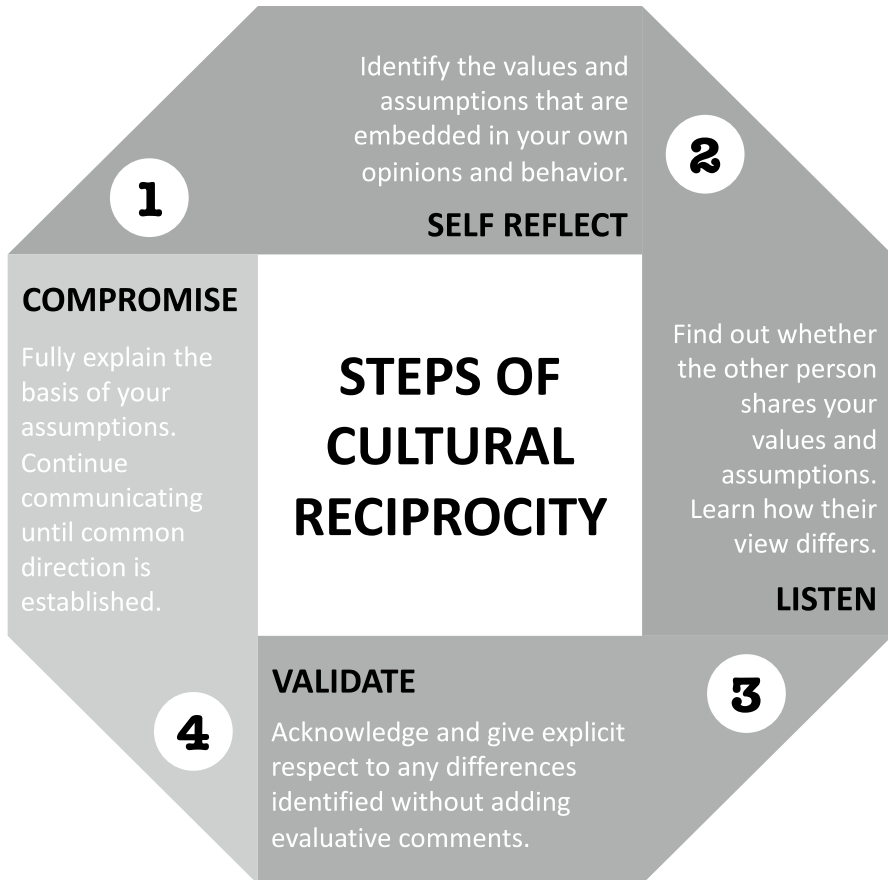 STEPS OF
CULTURAL
RECIPROCITY
1
Identify the values and
assumptions that are
embedded in your own
opinions and behavior.
SELF REFLECT
2
Find out whether
the other person
shares your
values and
assumptions.
Learn how their
view differs.
LISTEN
3
VALIDATE
Acknowledge and give explicit
respect to any differences
identified without adding
evaluative comments.
4
COMPROMISE
Fully explain the
basis of your
assumptions.
Continue
communicating
until common
direction is
established.